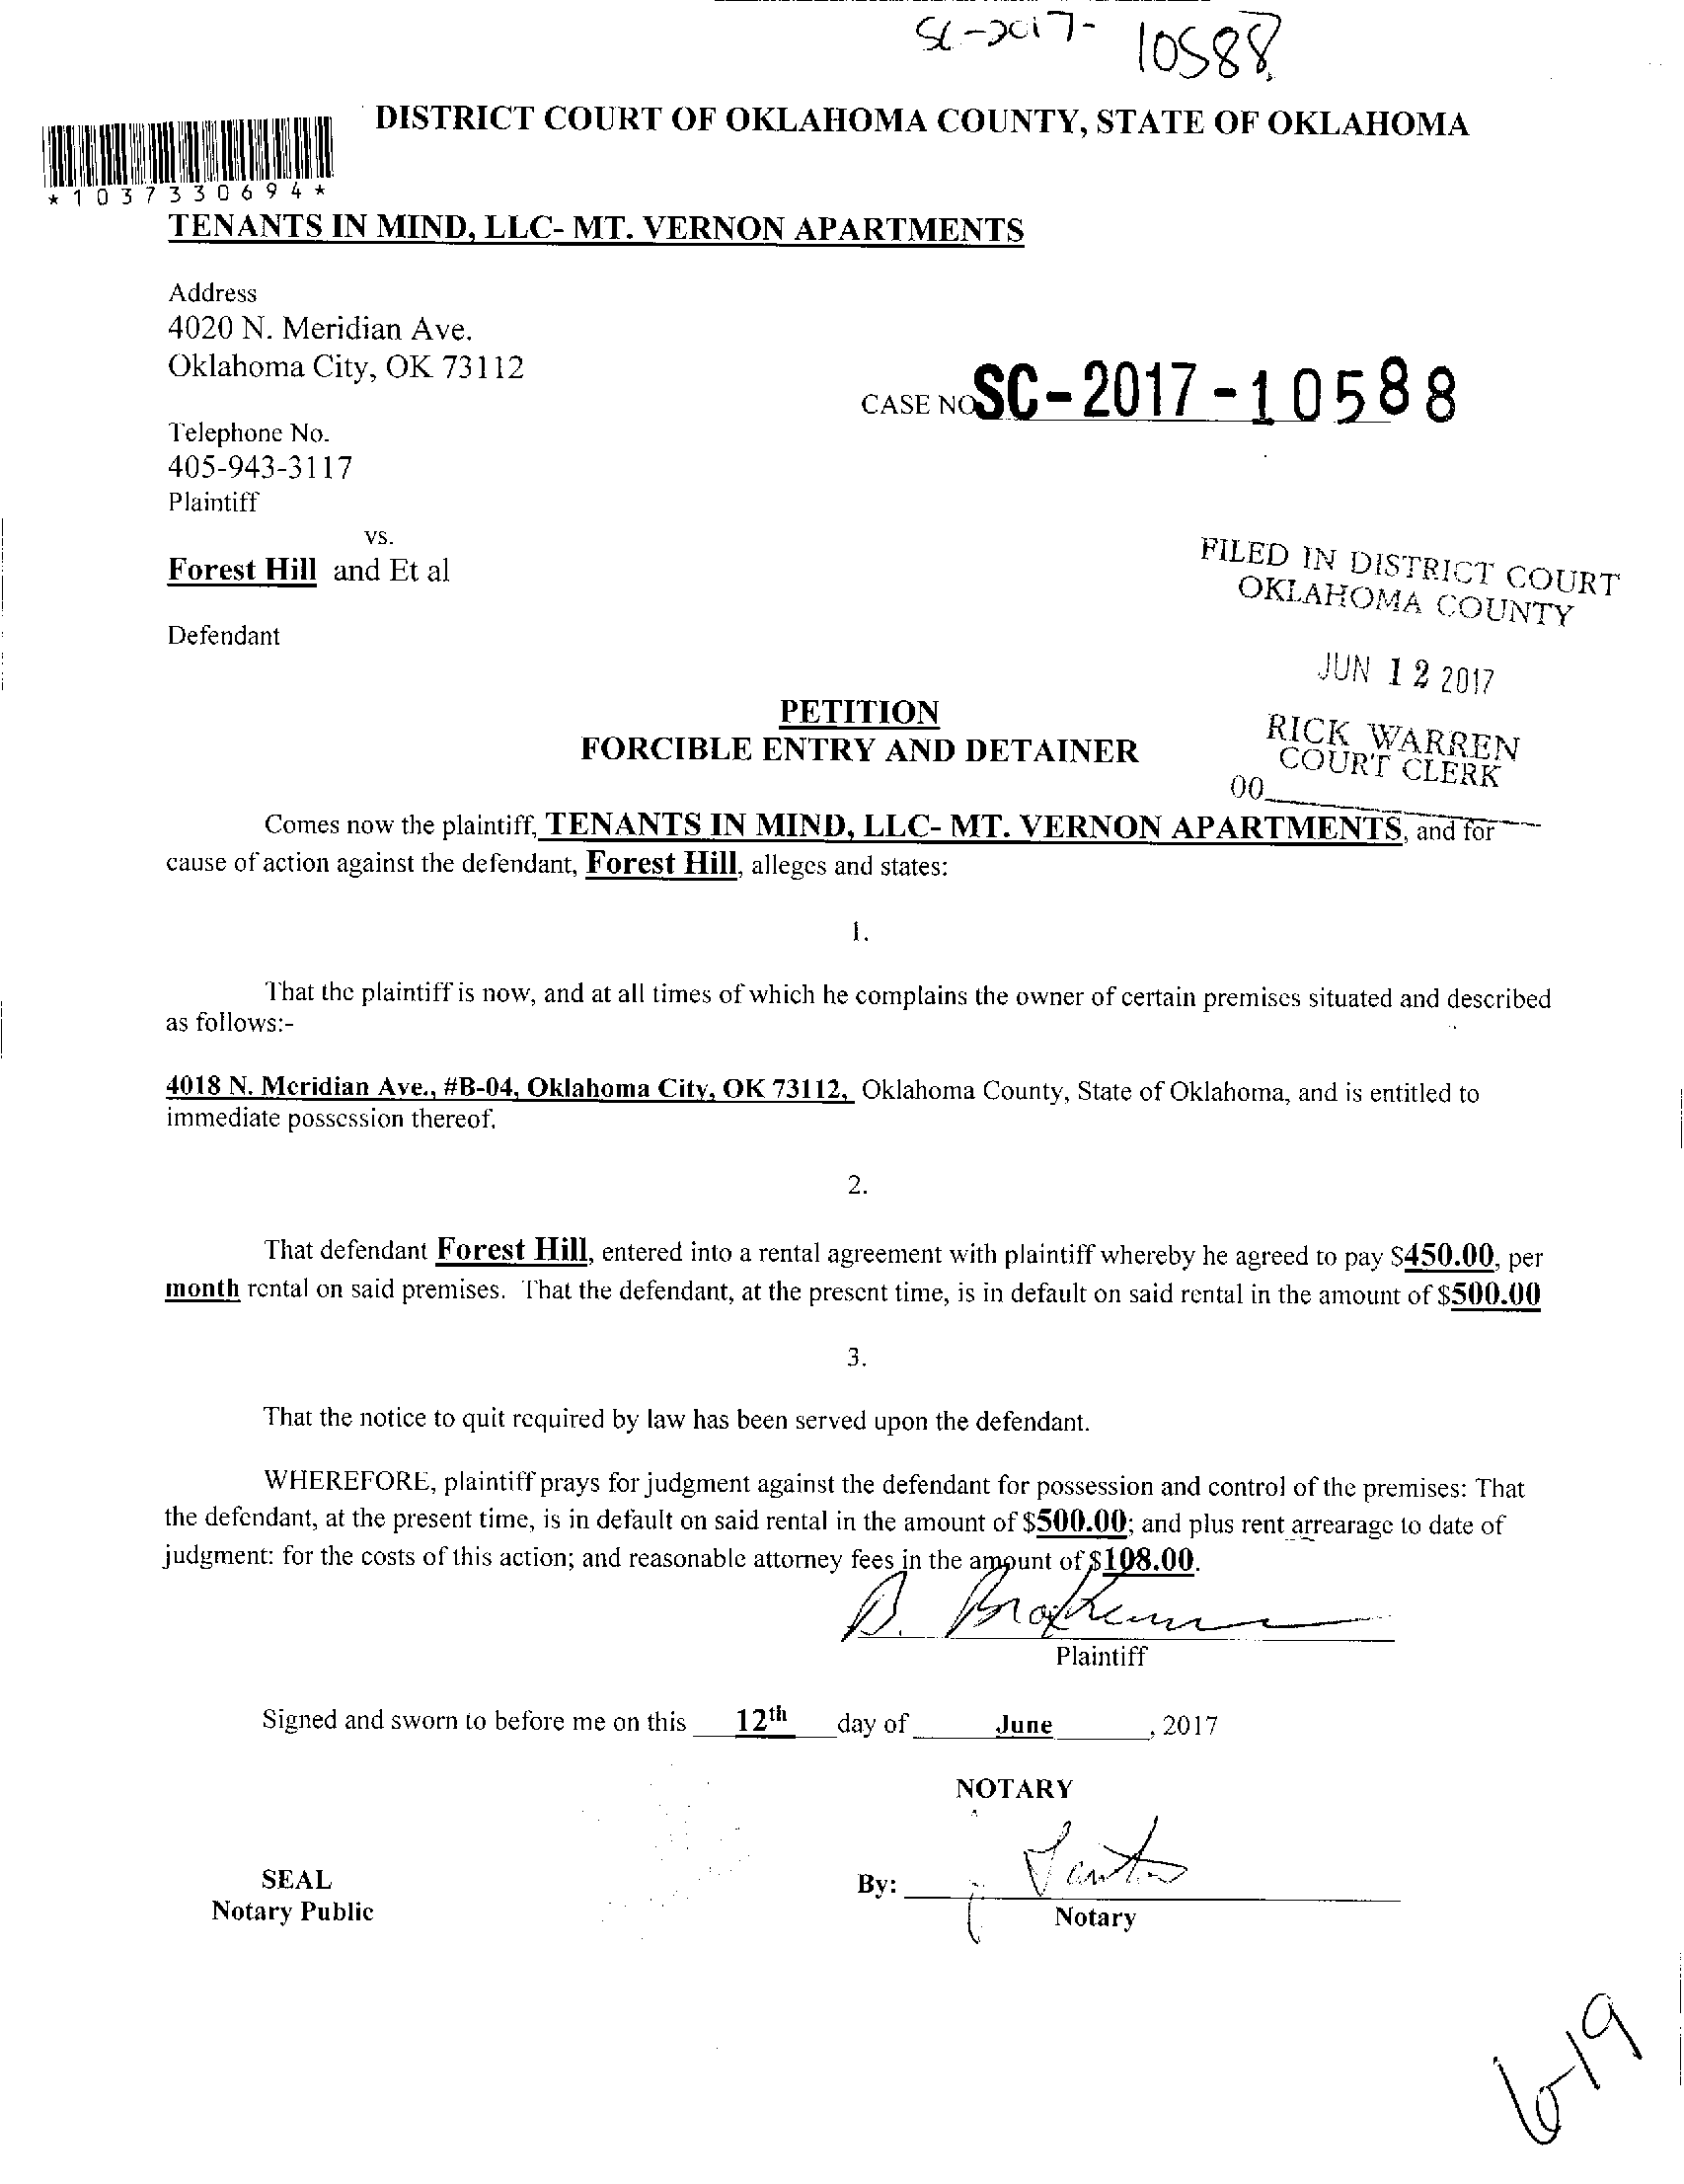 SC-2017- 10588
DISTRICT COURT OF OKLAHOMA COUNTY, STATE OF OKLAHOMA
*1037330694*
TENANTS IN MIND, LLC- MT. VERNON APARTMENTS
Address
4020 N. Meridian Ave.
Oklahoma City, OK 73112
CASE NO SC-2017-10588
Telephone No.
405-943-3117
Plaintiff
vs.
Forest Hill and Et al
Defendant
FILED IN DISTRICT COURT
OKLAHOMA COUNTY
JUN 12 2017
RICK WARREN
COURT CLERK
00
PETITION
FORCIBLE ENTRY AND DETAINER
Comes now the plaintiff, TENANTS IN MIND, LLC- MT. VERNON APARTMENTS, and for
cause of action against the defendant, Forest Hill, alleges and states:
1.
That the plaintiff is now, and at all times of which he complains the owner of certain premises situated and described
as follows:-
4018 N. Meridian Ave., #B-04, Oklahoma City, OK 73112, Oklahoma County, State of Oklahoma, and is entitled to
immediate possession thereof.
2.
That defendant Forest Hill, entered into a rental agreement with plaintiff whereby he agreed to pay $450.00, per
month rental on said premises. That the defendant, at the present time, is in default on said rental in the amount of $500.00
3.
That the notice to quit required by law has been served upon the defendant.
WHEREFORE, plaintiff prays for judgment against the defendant for possession and control of the premises: That
the defendant, at the present time, is in default on said rental in the amount of $500.00; and plus rent arrearage to date of
judgment: for the costs of this action; and reasonable attorney fees in the amount of $108.00.
B.
Plaintiff
Signed and sworn to before me on this 12th day of June, 2017
NOTARY
SEAL
Notary Public
By:
Notary
6-19